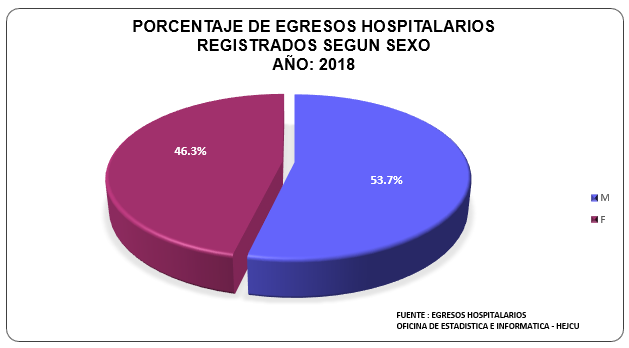 PORCENTAJE DE EGRESOS HOSPITALARIOS
REGISTRADOS SEGUN SEXO
AÑO: 2018
46.3%
53.7%
M
F
FUENTE : EGRESOS HOSPITALARIOS
OFICINA DE ESTADISTICA E INFORMATICA - HEJCU